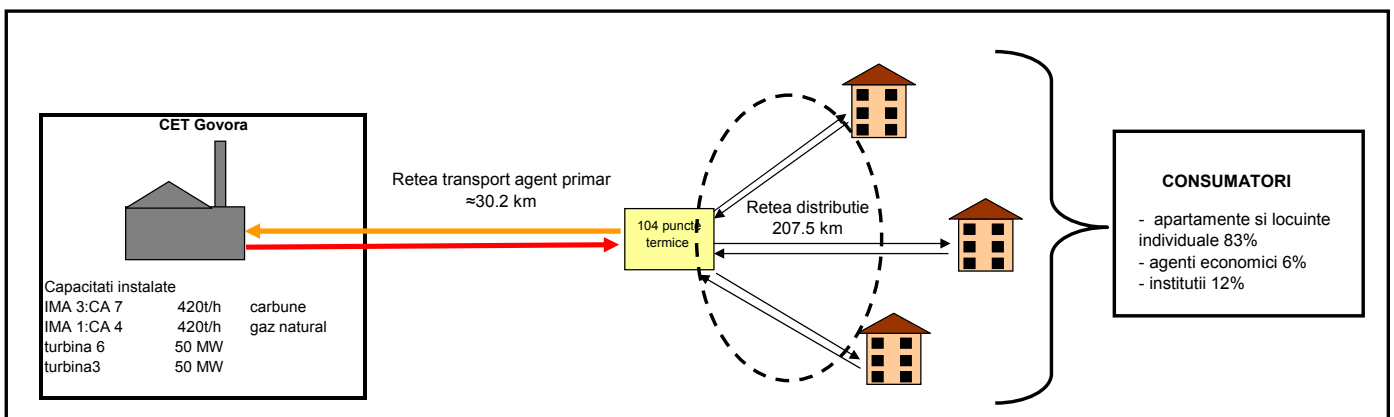 CET Govora
Capacitati instalate
IMA 3:CA 7 420t/h carbune
IMA 1:CA 4 420t/h gaz natural
turbina 6 50 MW
turbina3 50 MW
Retea transport agent primar
≈30.2 km
104 puncte
termice
Retea distributie
207.5 km
CONSUMATORI
- apartamente si locuinte
individuale 83%
- agenti economici 6%
- institutii 12%